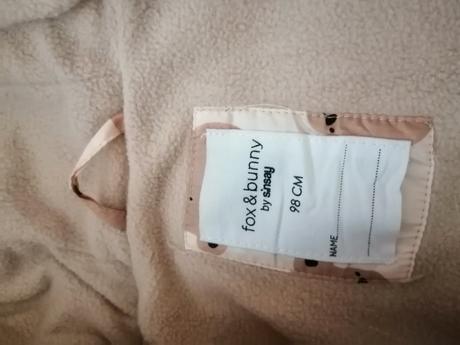 fox & bunny
by sinsay
98 CM
NAME